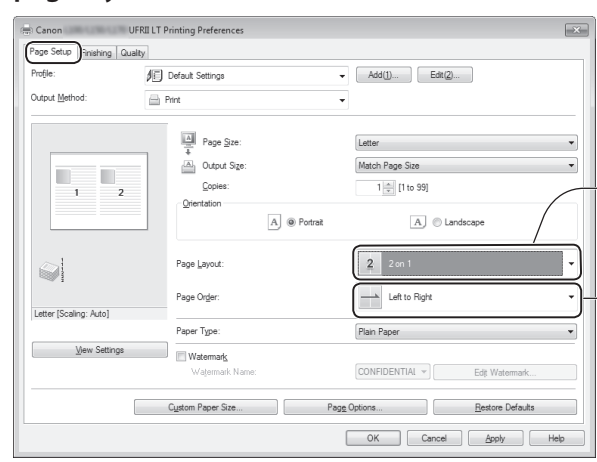 Canon UFRII LT Printing Preferences
Page Setup Finishing Quality
Profile: Default Settings Add(1)... Edit(2)...
Output Method: Print
Page Size: Letter
Output Size: Match Page Size
Copies: 1 [1 to 99]
Orientation
A Portrait A Landscape
1 2
Page Layout: 2 2 on 1
Page Order: Left to Right
Letter [Scaling: Auto]
Paper Type: Plain Paper
View Settings
Watermark
Watermark Name: CONFIDENTIAL Edit Watermark...
Custom Paper Size... Page Options... Restore Defaults
OK Cancel Apply Help